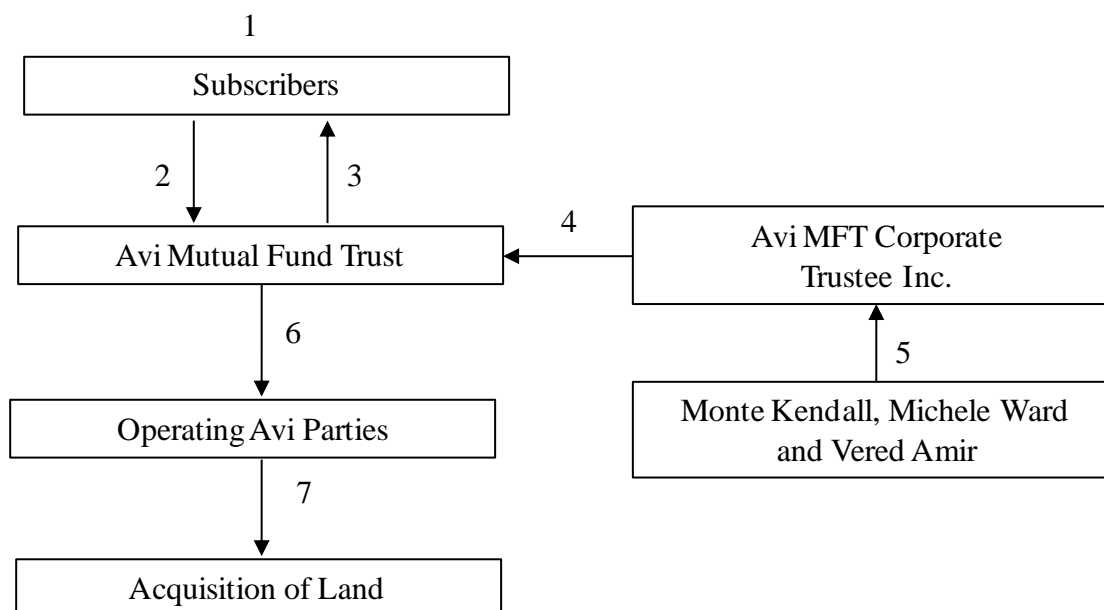 1
Subscribers
2
3
4
Avi Mutual Fund Trust
Avi MFT Corporate
Trustee Inc.
5
6
Monte Kendall, Michele Ward
and Vered Amir
Operating Avi Parties
7
Acquisition of Land